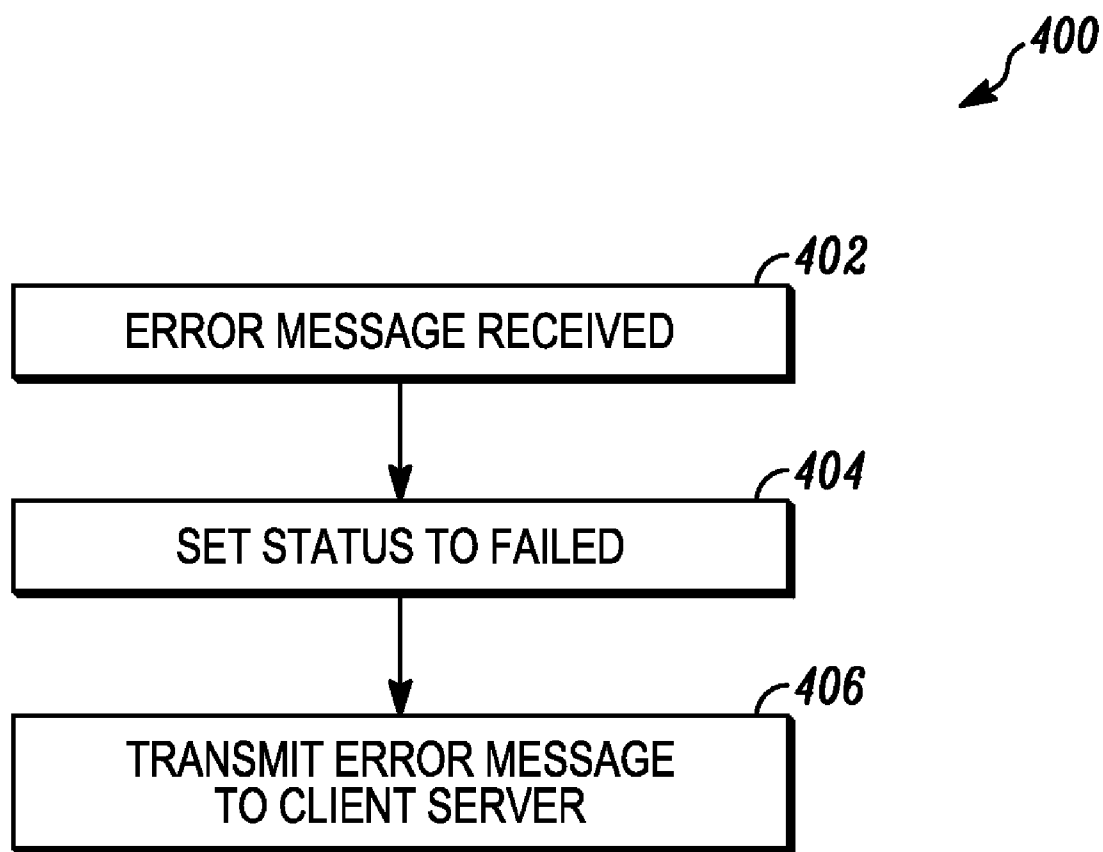 400
402
ERROR MESSAGE RECEIVED
404
SET STATUS TO FAILED
406
TRANSMIT ERROR MESSAGE
TO CLIENT SERVER